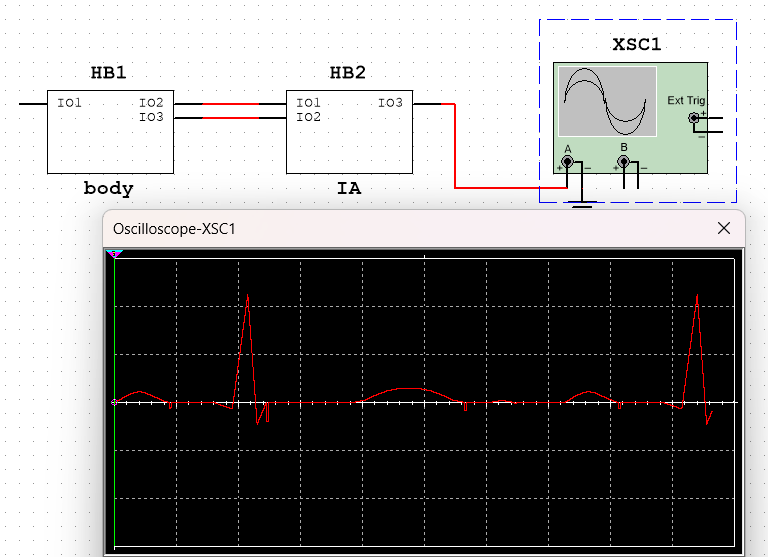 XSC1
HB1
HB2
IO1 IO2
IO3
IO1 IO3
IO2
Ext Trig
+
−
A
B
+ − + −
body
IA
Oscilloscope-XSC1